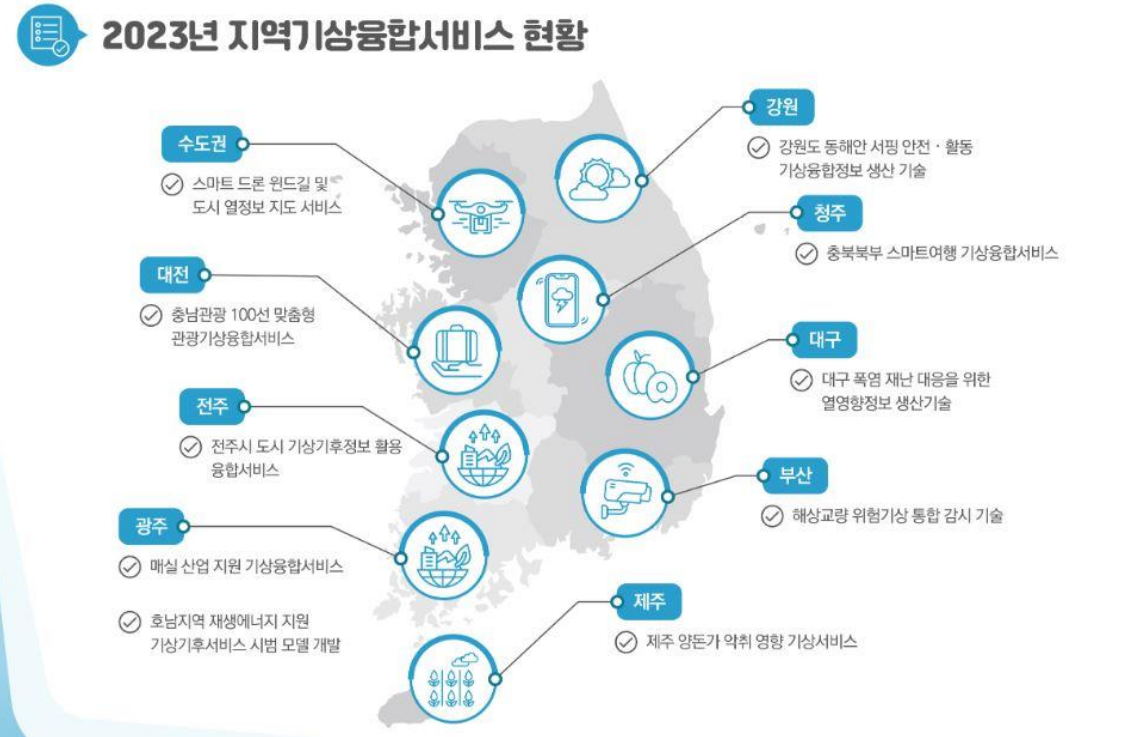 2023년 지역기상융합서비스 현황
수도권
스마트 드론 윈드길 및
도시 열정보 지도 서비스
대전
충남관광 100선 맞춤형
관광기상융합서비스
전주
전주시 도시 기상기후정보 활용
융합서비스
광주
매실 산업 지원 기상융합서비스
호남지역 재생에너지 지원
기상기후서비스 시범 모델 개발
강원
강원도 동해안 서핑 안전 · 활동
기상융합정보 생산 기술
청주
충북북부 스마트여행 기상융합서비스
대구
대구 폭염 재난 대응을 위한
열영향정보 생산기술
부산
해상교량 위험기상 통합 감시 기술
제주
제주 양돈가 악취 영향 기상서비스